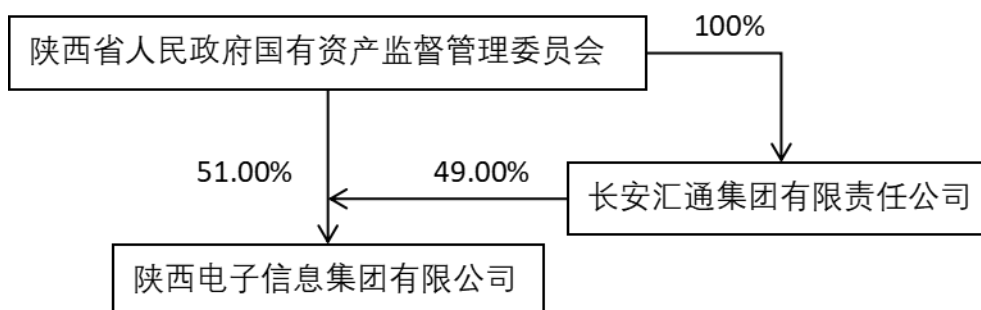 100%
陕西省人民政府国有资产监督管理委员会
51.00%
49.00%
长安汇通集团有限责任公司
陕西电子信息集团有限公司